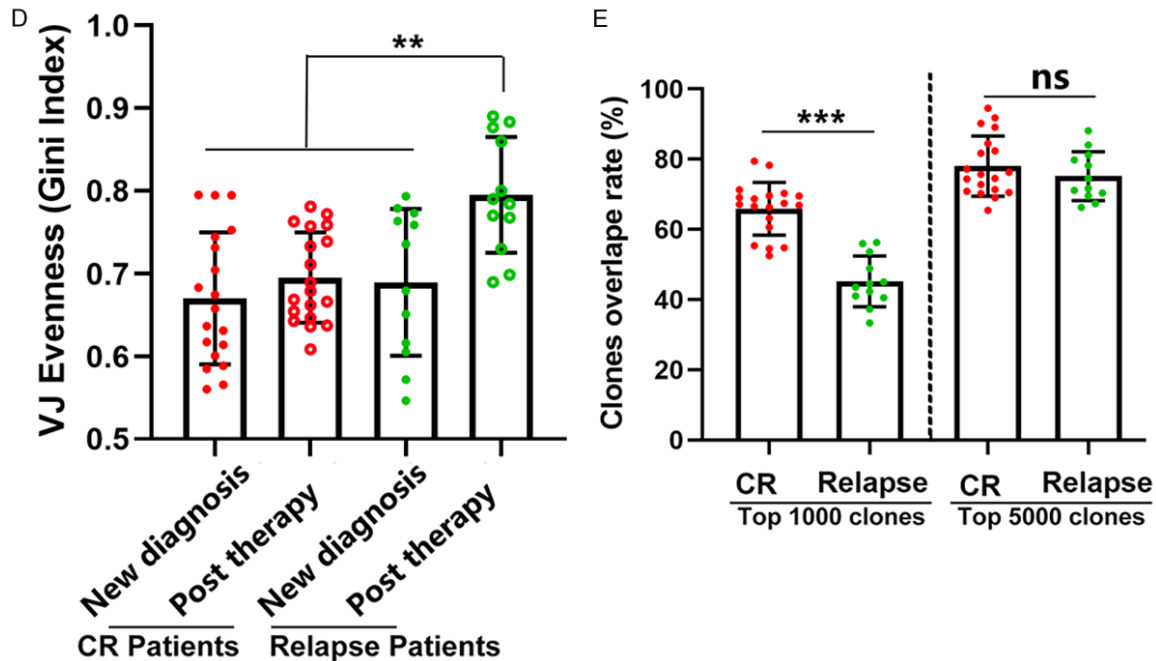 D
VJ Evenness (Gini Index)
1.0
0.9
0.8
0.7
0.6
0.5
**
New diagnosis
Post therapy
New diagnosis
Post therapy
CR Patients
Relapse Patients
E
Clones overlape rate (%)
100
80
60
40
20
0
***
ns
CR
Relapse
CR
Relapse
Top 1000 clones
Top 5000 clones